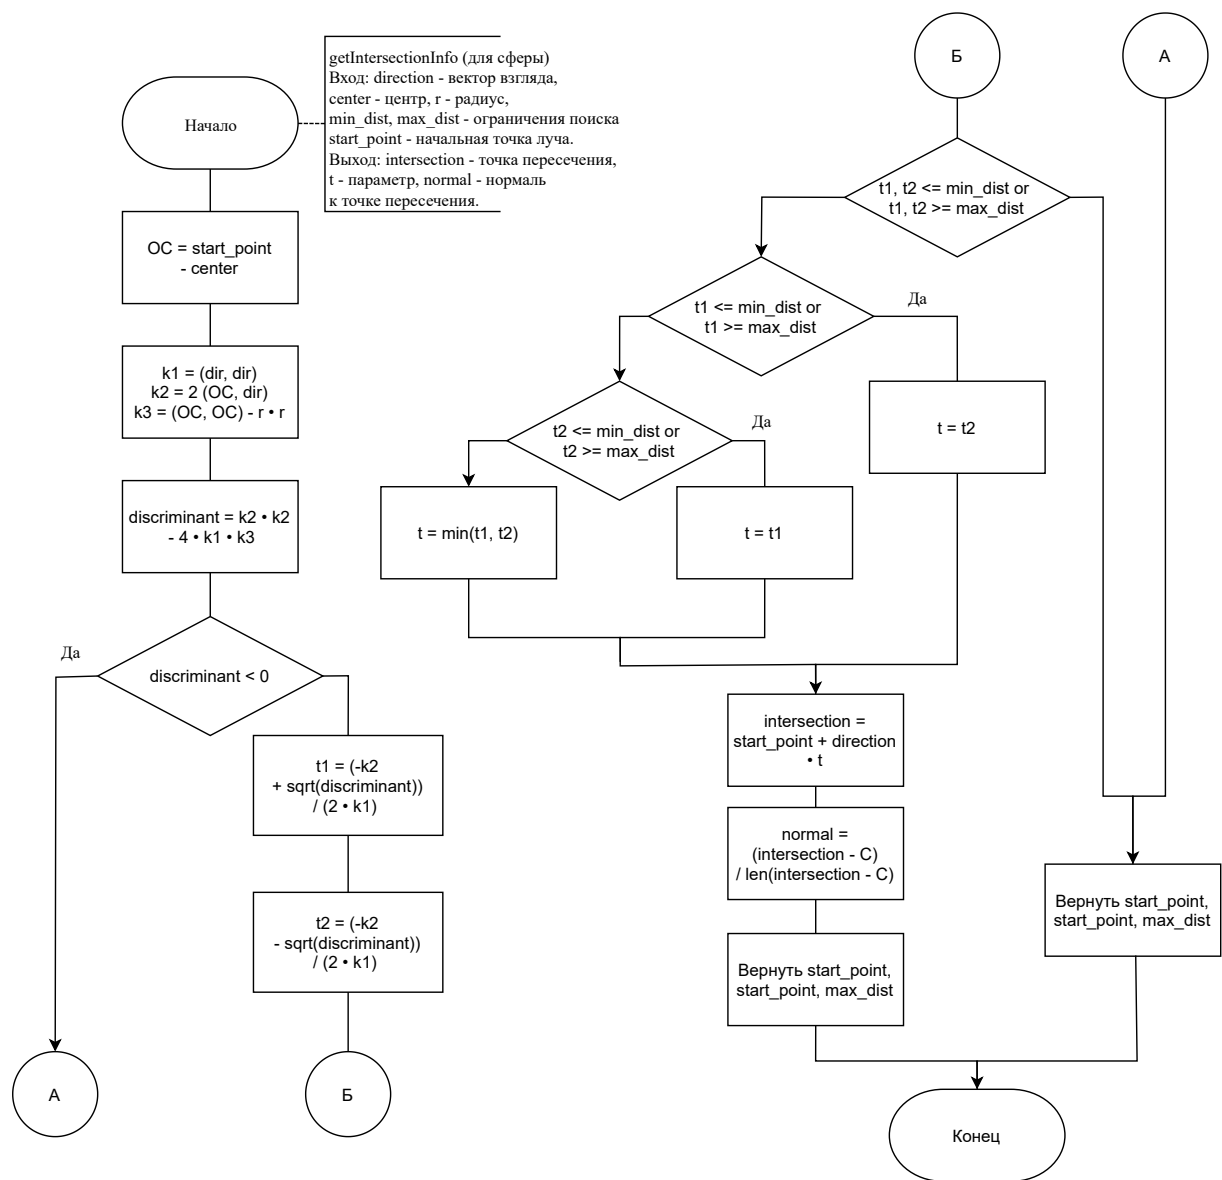 Начало
getIntersectionInfo (для сферы)
Вход: direction - вектор взгляда,
center - центр, r - радиус,
min_dist, max_dist - ограничения поиска
start_point - начальная точка луча.
Выход: intersection - точка пересечения,
t - параметр, normal - нормаль
к точке пересечения.
OC = start_point
- center
k1 = (dir, dir)
k2 = 2 (OC, dir)
k3 = (OC, OC) - r • r
discriminant = k2 • k2
- 4 • k1 • k3
Да
discriminant < 0
t1 = (-k2
+ sqrt(discriminant))
/ (2 • k1)
t2 = (-k2
- sqrt(discriminant))
/ (2 • k1)
А
Б
Б
А
t1, t2 <= min_dist or
t1, t2 >= max_dist
t1 <= min_dist or
t1 >= max_dist
Да
t2 <= min_dist or
t2 >= max_dist
Да
t = t2
t = min(t1, t2)
t = t1
intersection =
start_point + direction
• t
normal =
(intersection - C)
/ len(intersection - C)
Вернуть start_point,
start_point, max_dist
Вернуть start_point,
start_point, max_dist
Конец